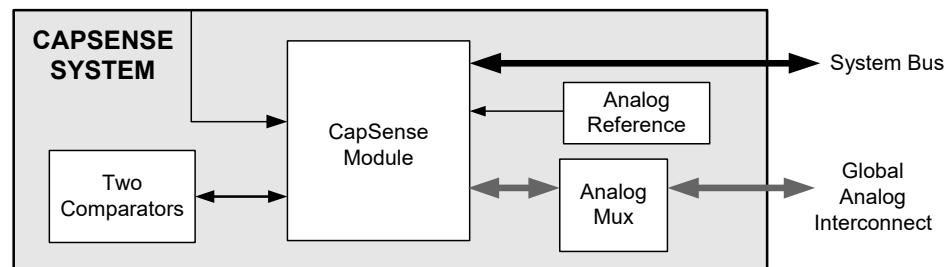 CAPSENSE
SYSTEM
CapSense
Module
Two
Comparators
Analog
Reference
Analog
Mux
System Bus
Global
Analog
Interconnect